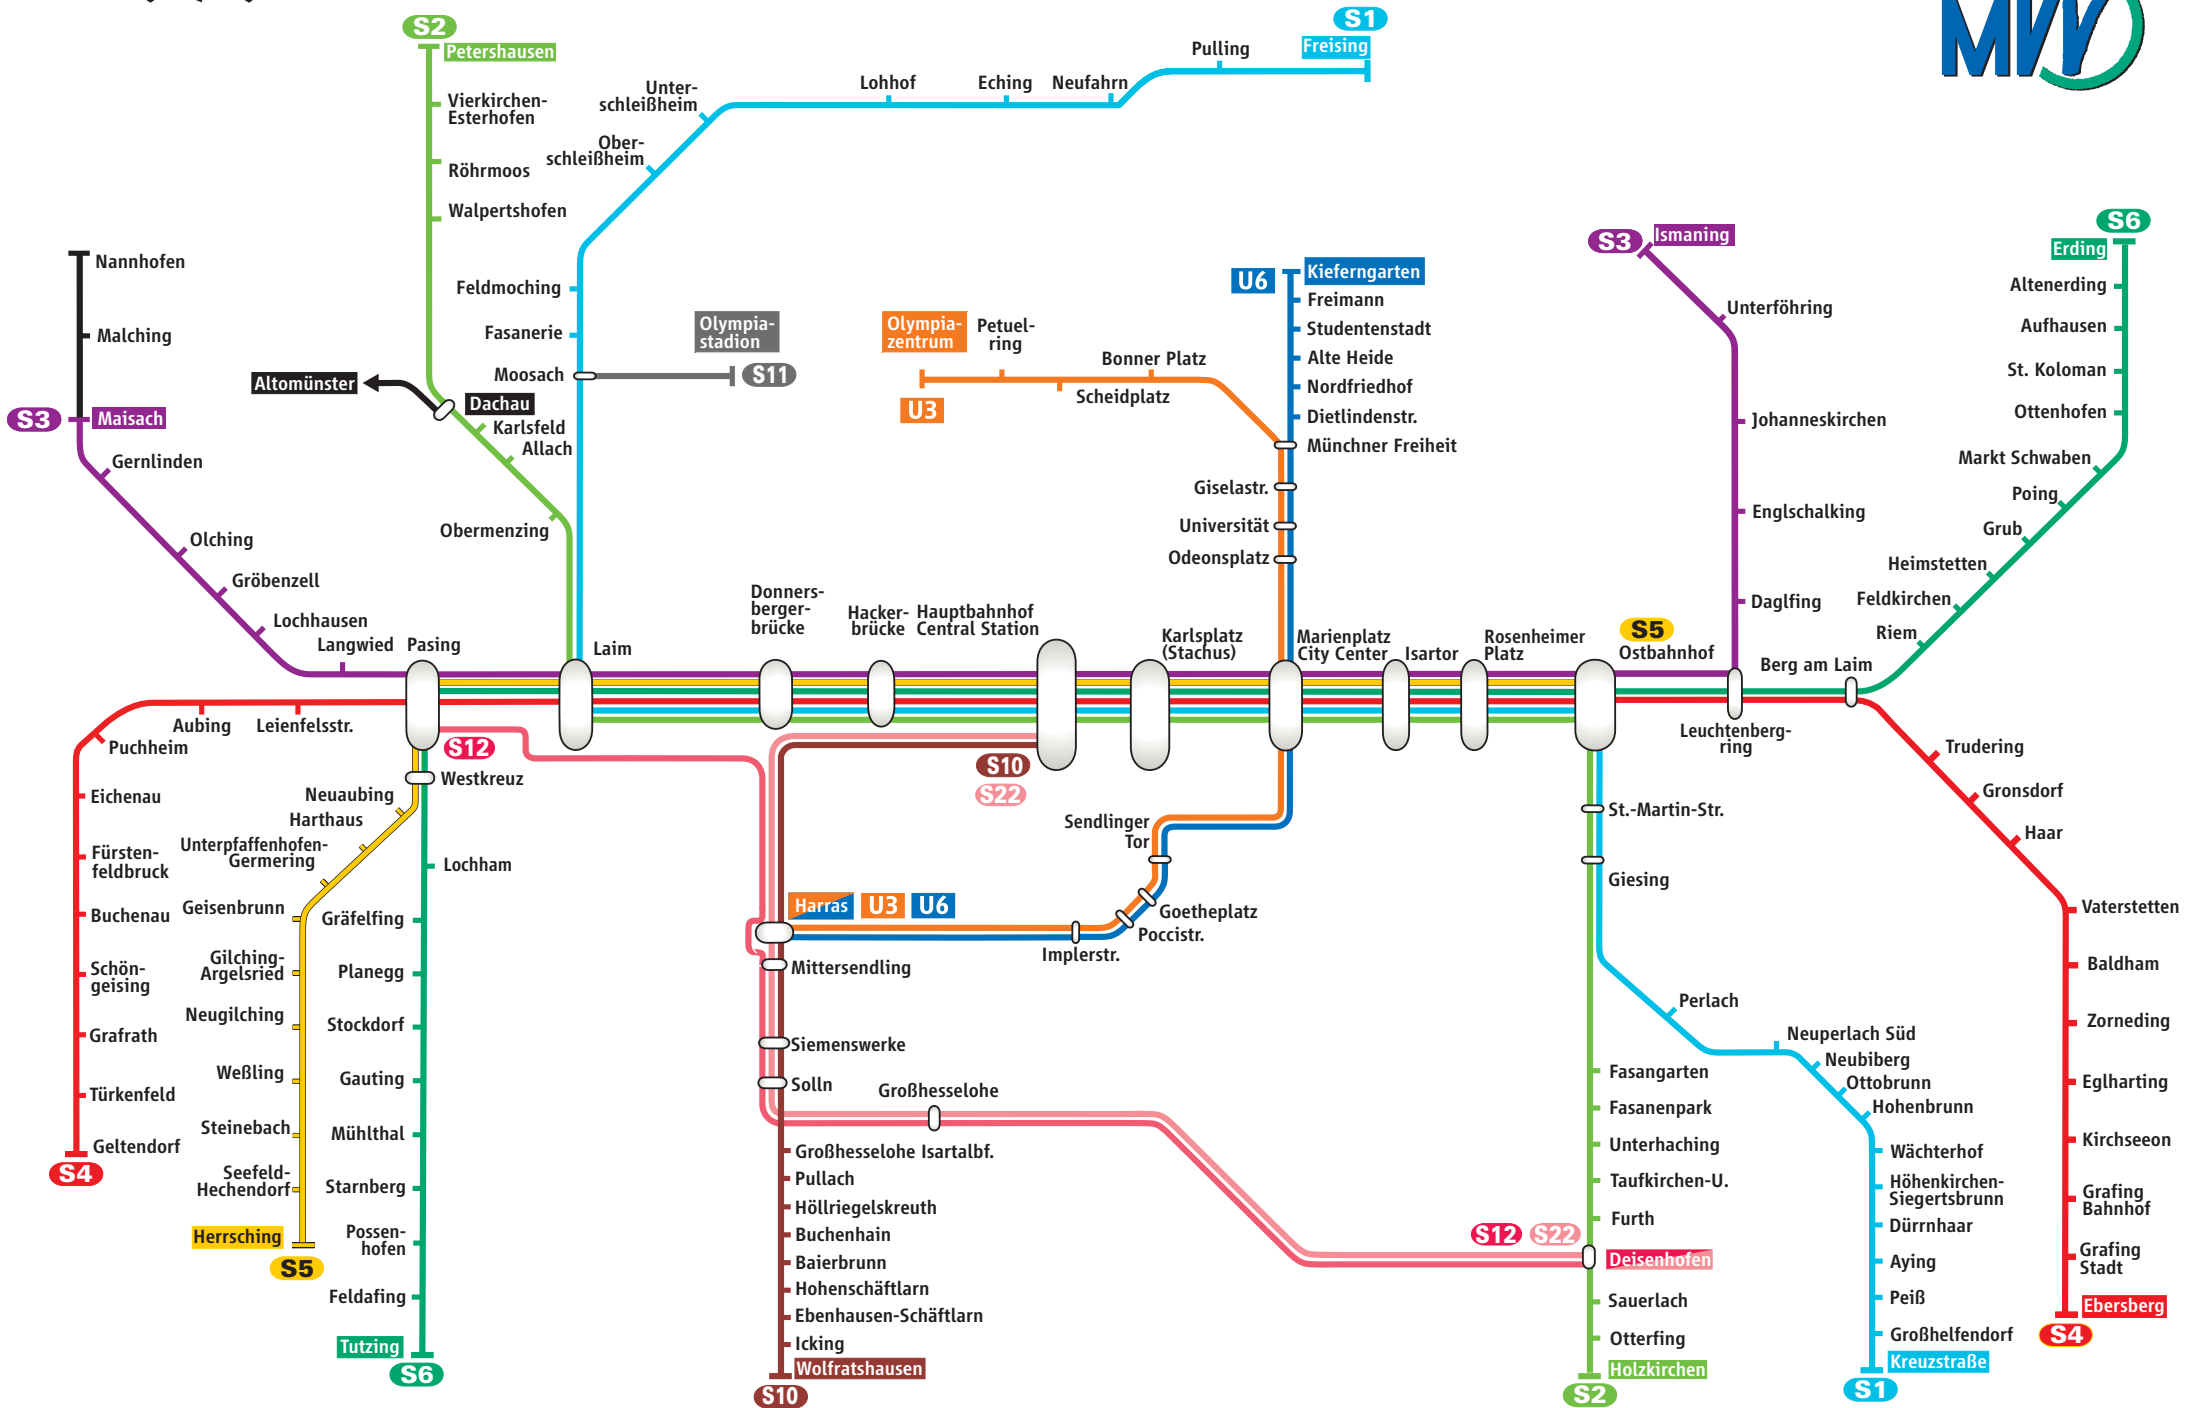 S2
Petershausen
Vierkirchen-
Esterhofen
Röhrmoos
Walpertshofen
S1
Freising
Pulling
Neufahrn
Eching
Lohhof
Unter-
schleißheim
Ober-
schleißheim
MVV
Feldmoching
Fasanerie
Moosach
Olympia-
stadion
S11
Altomünster
Dachau
Karlsfeld
Allach
Obermenzing
Nannhofen
Malching
S3
Maisach
Gernlinden
Olching
Gröbenzell
Lochhausen
Langwied
Olympia-
zentrum
U3
Petuel-
ring
Scheidplatz
Bonner Platz
U6
Kieferngarten
Freimann
Studentenstadt
Alte Heide
Nordfriedhof
Dietlindenstr.
Münchner Freiheit
Giselastr.
Universität
Odeonsplatz
S3
Ismaning
Unterföhring
Johanneskirchen
Englschalking
Daglfing
S6
Erding
Altenerding
Aufhausen
St. Koloman
Ottenhofen
Markt Schwaben
Poing
Grub
Heimstetten
Feldkirchen
Riem
Berg am Laim
Pasing
Laim
Donners-
berger-
brücke
Hacker-
brücke
Hauptbahnhof
Central Station
Karlsplatz
(Stachus)
Marienplatz
City Center
Isartor
Rosenheimer
Platz
S5
Ostbahnhof
Leuchtenberg-
ring
Aubing
Leienfelsstr.
Puchheim
Eichenau
Fürsten-
feldbruck
Buchenau
Schön-
geising
Grafrath
Türkenfeld
Geltendorf
S4
S12
Westkreuz
Neuaubing
Harthaus
Unterpfaffenhofen-
Germering
Geisenbrunn
Gilching-
Argelsried
Neugilching
Weßling
Steinebach
Seefeld-
Hechendorf
Herrsching
S5
Lochham
Gräfelfing
Planegg
Stockdorf
Gauting
Mühlthal
Starnberg
Possen-
hofen
Feldafing
Tutzing
S6
S10
S22
Sendlinger
Tor
Goetheplatz
Poccistr.
Implerstr.
Harras
U3
U6
Mittersendling
Siemenswerke
Solln
Großhesselohe
Großhesselohe Isartalbf.
Pullach
Höllriegelskreuth
Buchenhain
Baierbrunn
Hohenschäftlarn
Ebenhausen-Schäftlarn
Icking
Wolfratshausen
S10
St.-Martin-Str.
Giesing
Fasangarten
Fasanenpark
Unterhaching
Taufkirchen-U.
Furth
S12
S22
Deisenhofen
Sauerlach
Otterfing
Holzkirchen
S2
Perlach
Neuperlach Süd
Neubiberg
Ottobrunn
Hohenbrunn
Wächterhof
Höhenkirchen-
Siegertsbrunn
Dürrnhaar
Aying
Peiß
Großhelfendorf
Kreuzstraße
S1
Trudering
Gronsdorf
Haar
Vaterstetten
Baldham
Zorneding
Eglharting
Kirchseeon
Grafing
Bahnhof
Grafing
Stadt
Ebersberg
S4